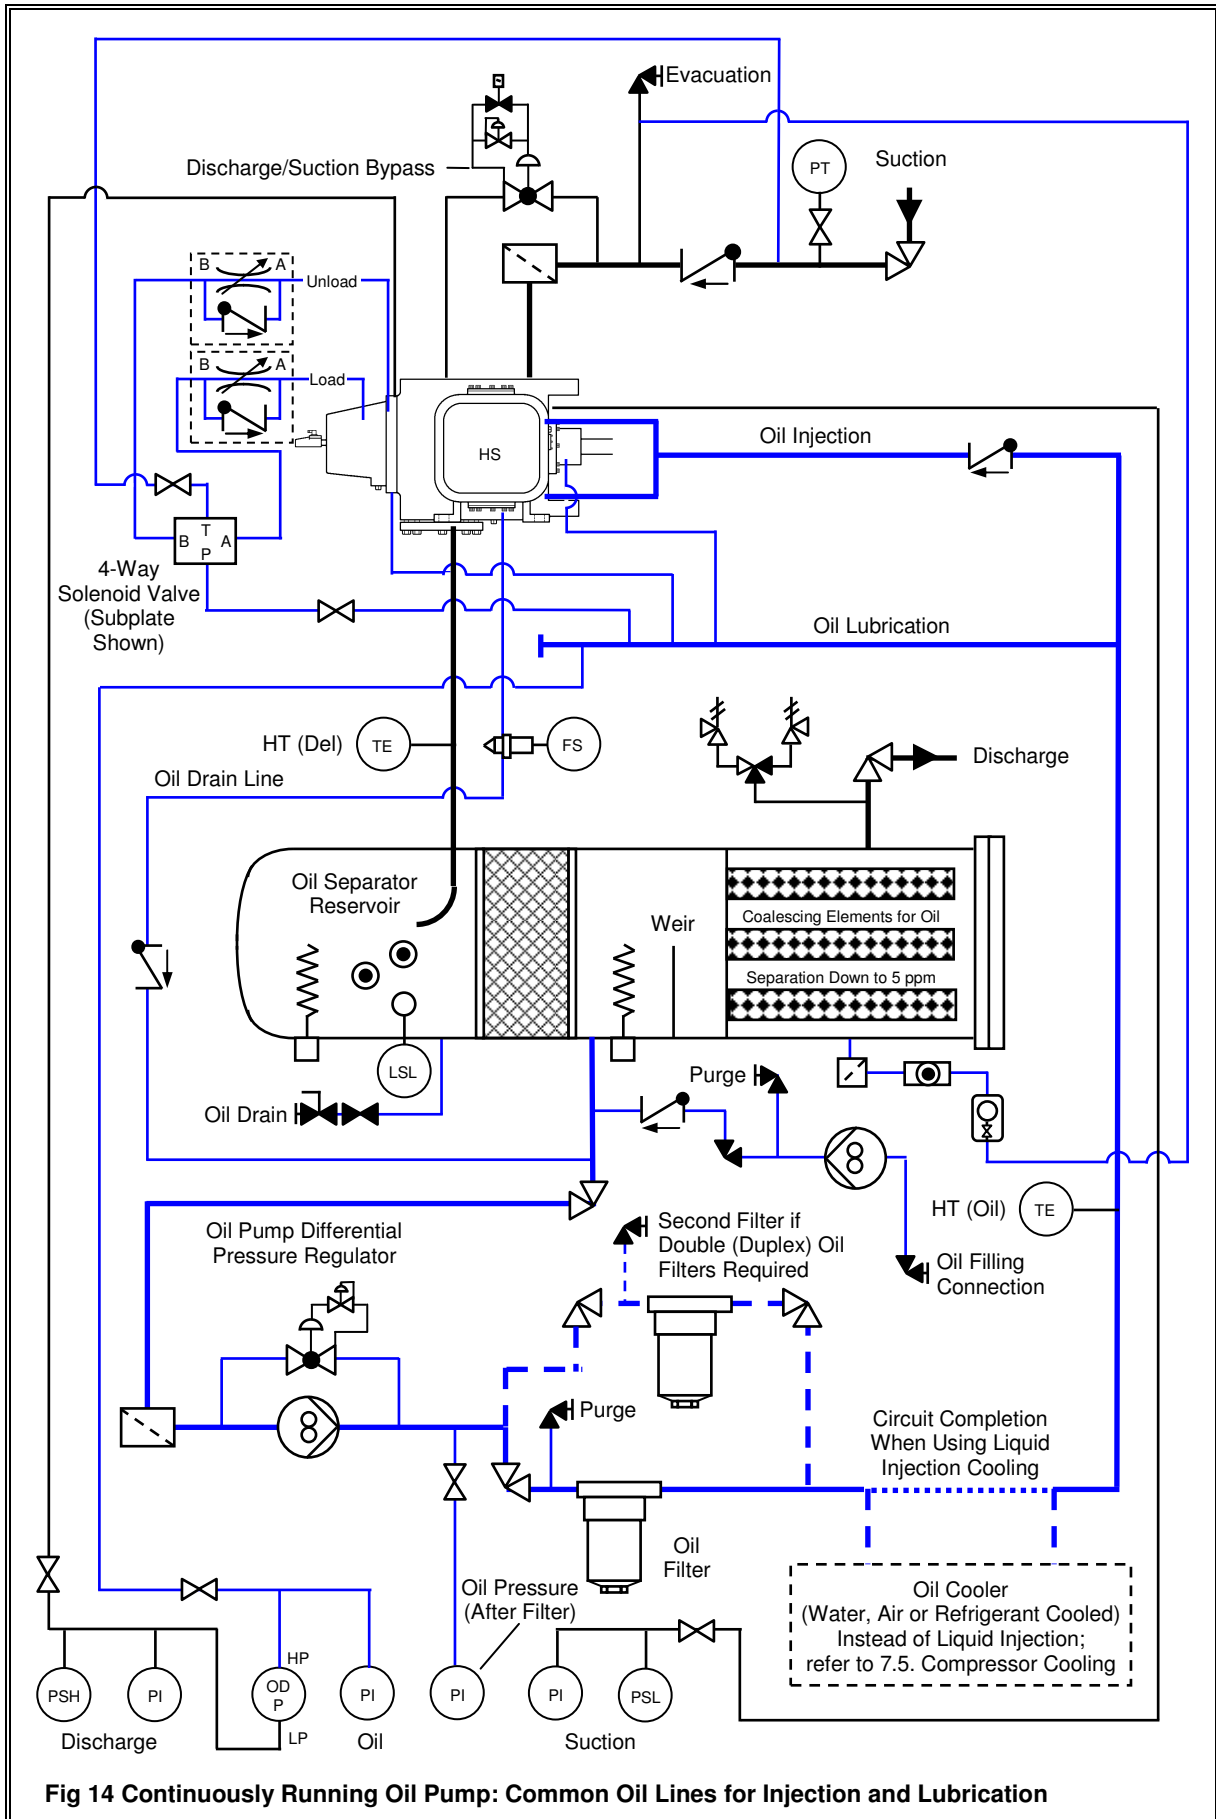 Evacuation
Discharge/Suction Bypass
PT
Suction
B
A
Unload
B
A
Load
HS
Oil Injection
T
B
A
P
4-Way
Solenoid Valve
(Subplate
Shown)
Oil Lubrication
HT (Del)
TE
FS
Discharge
Oil Drain Line
Oil Separator
Reservoir
Weir
Coalescing Elements for Oil
Separation Down to 5 ppm
LSL
Oil Drain
Purge
HT (Oil)
TE
Oil Pump Differential
Pressure Regulator
Second Filter if
Double (Duplex) Oil
Filters Required
Oil Filling
Connection
Purge
Circuit Completion
When Using Liquid
Injection Cooling
Oil
Filter
Oil Pressure
(After Filter)
Oil Cooler
(Water, Air or Refrigerant Cooled)
Instead of Liquid Injection;
refer to 7.5. Compressor Cooling
HP
PSH
PI
OD
P
PI
PI
PI
PSL
LP
Discharge
Oil
Suction
Fig 14 Continuously Running Oil Pump: Common Oil Lines for Injection and Lubrication